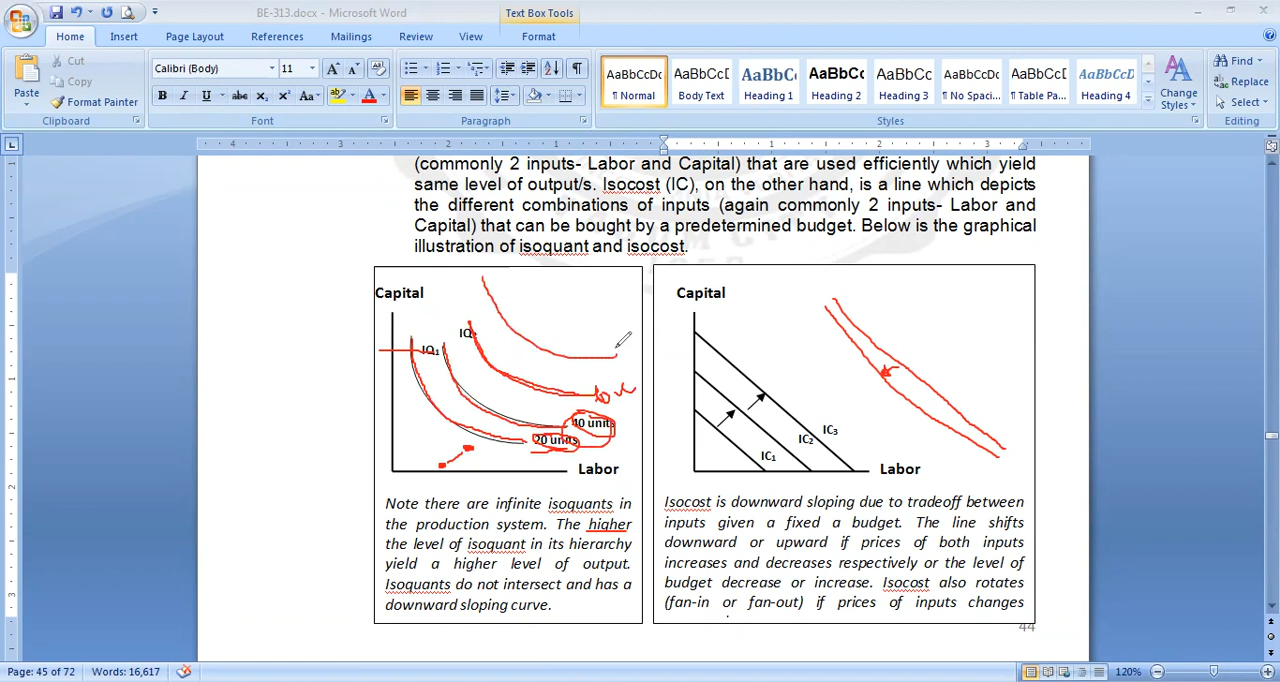 BE-313.docx - Microsoft Word
Text Box Tools
Home Insert Page Layout References Mailings Review View Format
Paste
Cut
Copy
Format Painter
Clipboard
Calibri (Body) 11
Font
Paragraph
AaBbCcDc AaBbCcD AaBbC AaBbCc AaBbCc AaBbCcDc AaBbCcD AaBbCcD
¶ Normal Body Text Heading 1 Heading 2 Heading 3 ¶ No Spaci... ¶ Table Pa... Heading 4
Change Styles
Styles
Find
Replace
Select
Editing
(commonly 2 inputs- Labor and Capital) that are used efficiently which yield
same level of output/s. Isocost (IC), on the other hand, is a line which depicts
the different combinations of inputs (again commonly 2 inputs- Labor and
Capital) that can be bought by a predetermined budget. Below is the graphical
illustration of isoquant and isocost.
Capital
IQ2
IQ1
40 units
20 units
Labor
Note there are infinite isoquants in
the production system. The higher
the level of isoquant in its hierarchy
yield a higher level of output.
Isoquants do not intersect and has a
downward sloping curve.
Capital
IC3
IC2
IC1
Labor
Isocost is downward sloping due to tradeoff between
inputs given a fixed a budget. The line shifts
downward or upward if prices of both inputs
increases and decreases respectively or the level of
budget decrease or increase. Isocost also rotates
(fan-in or fan-out) if prices of inputs changes
44
Page: 45 of 72 Words: 16,617 120%